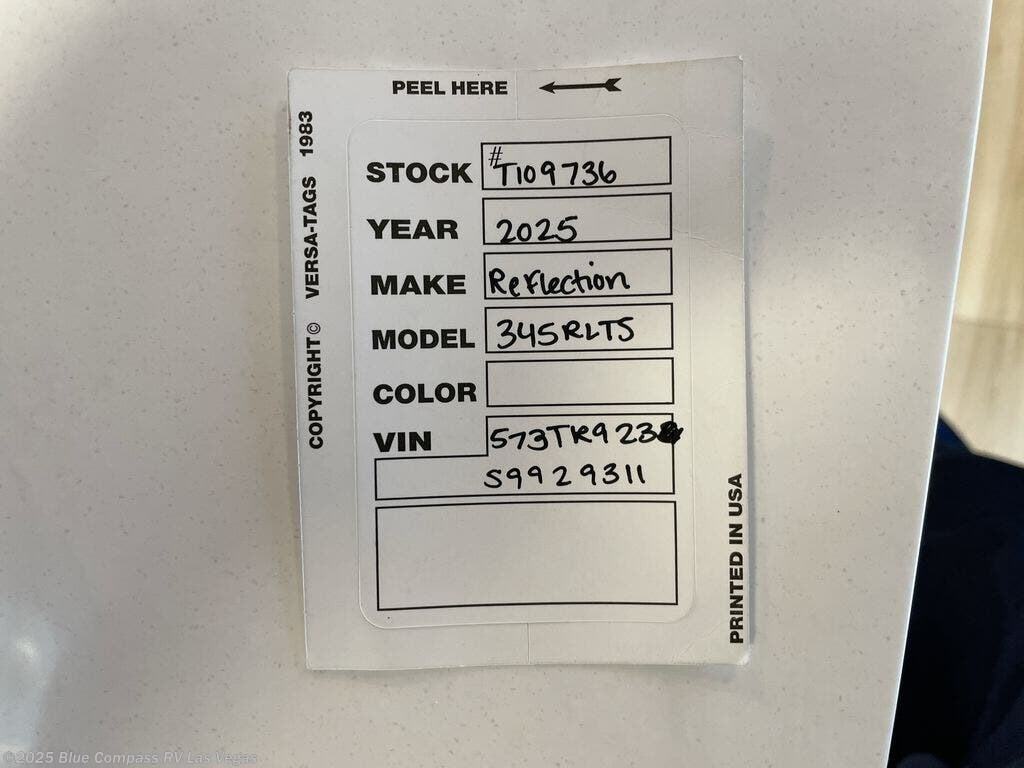 PEEL HERE
COPYRIGHT © VERSA-TAGS 1983
STOCK #T109736
YEAR 2025
MAKE Reflection
MODEL 345RLTS
COLOR
VIN 573TR923
S9929311
PRINTED IN USA
©2025 Blue Compass RV Las Vegas